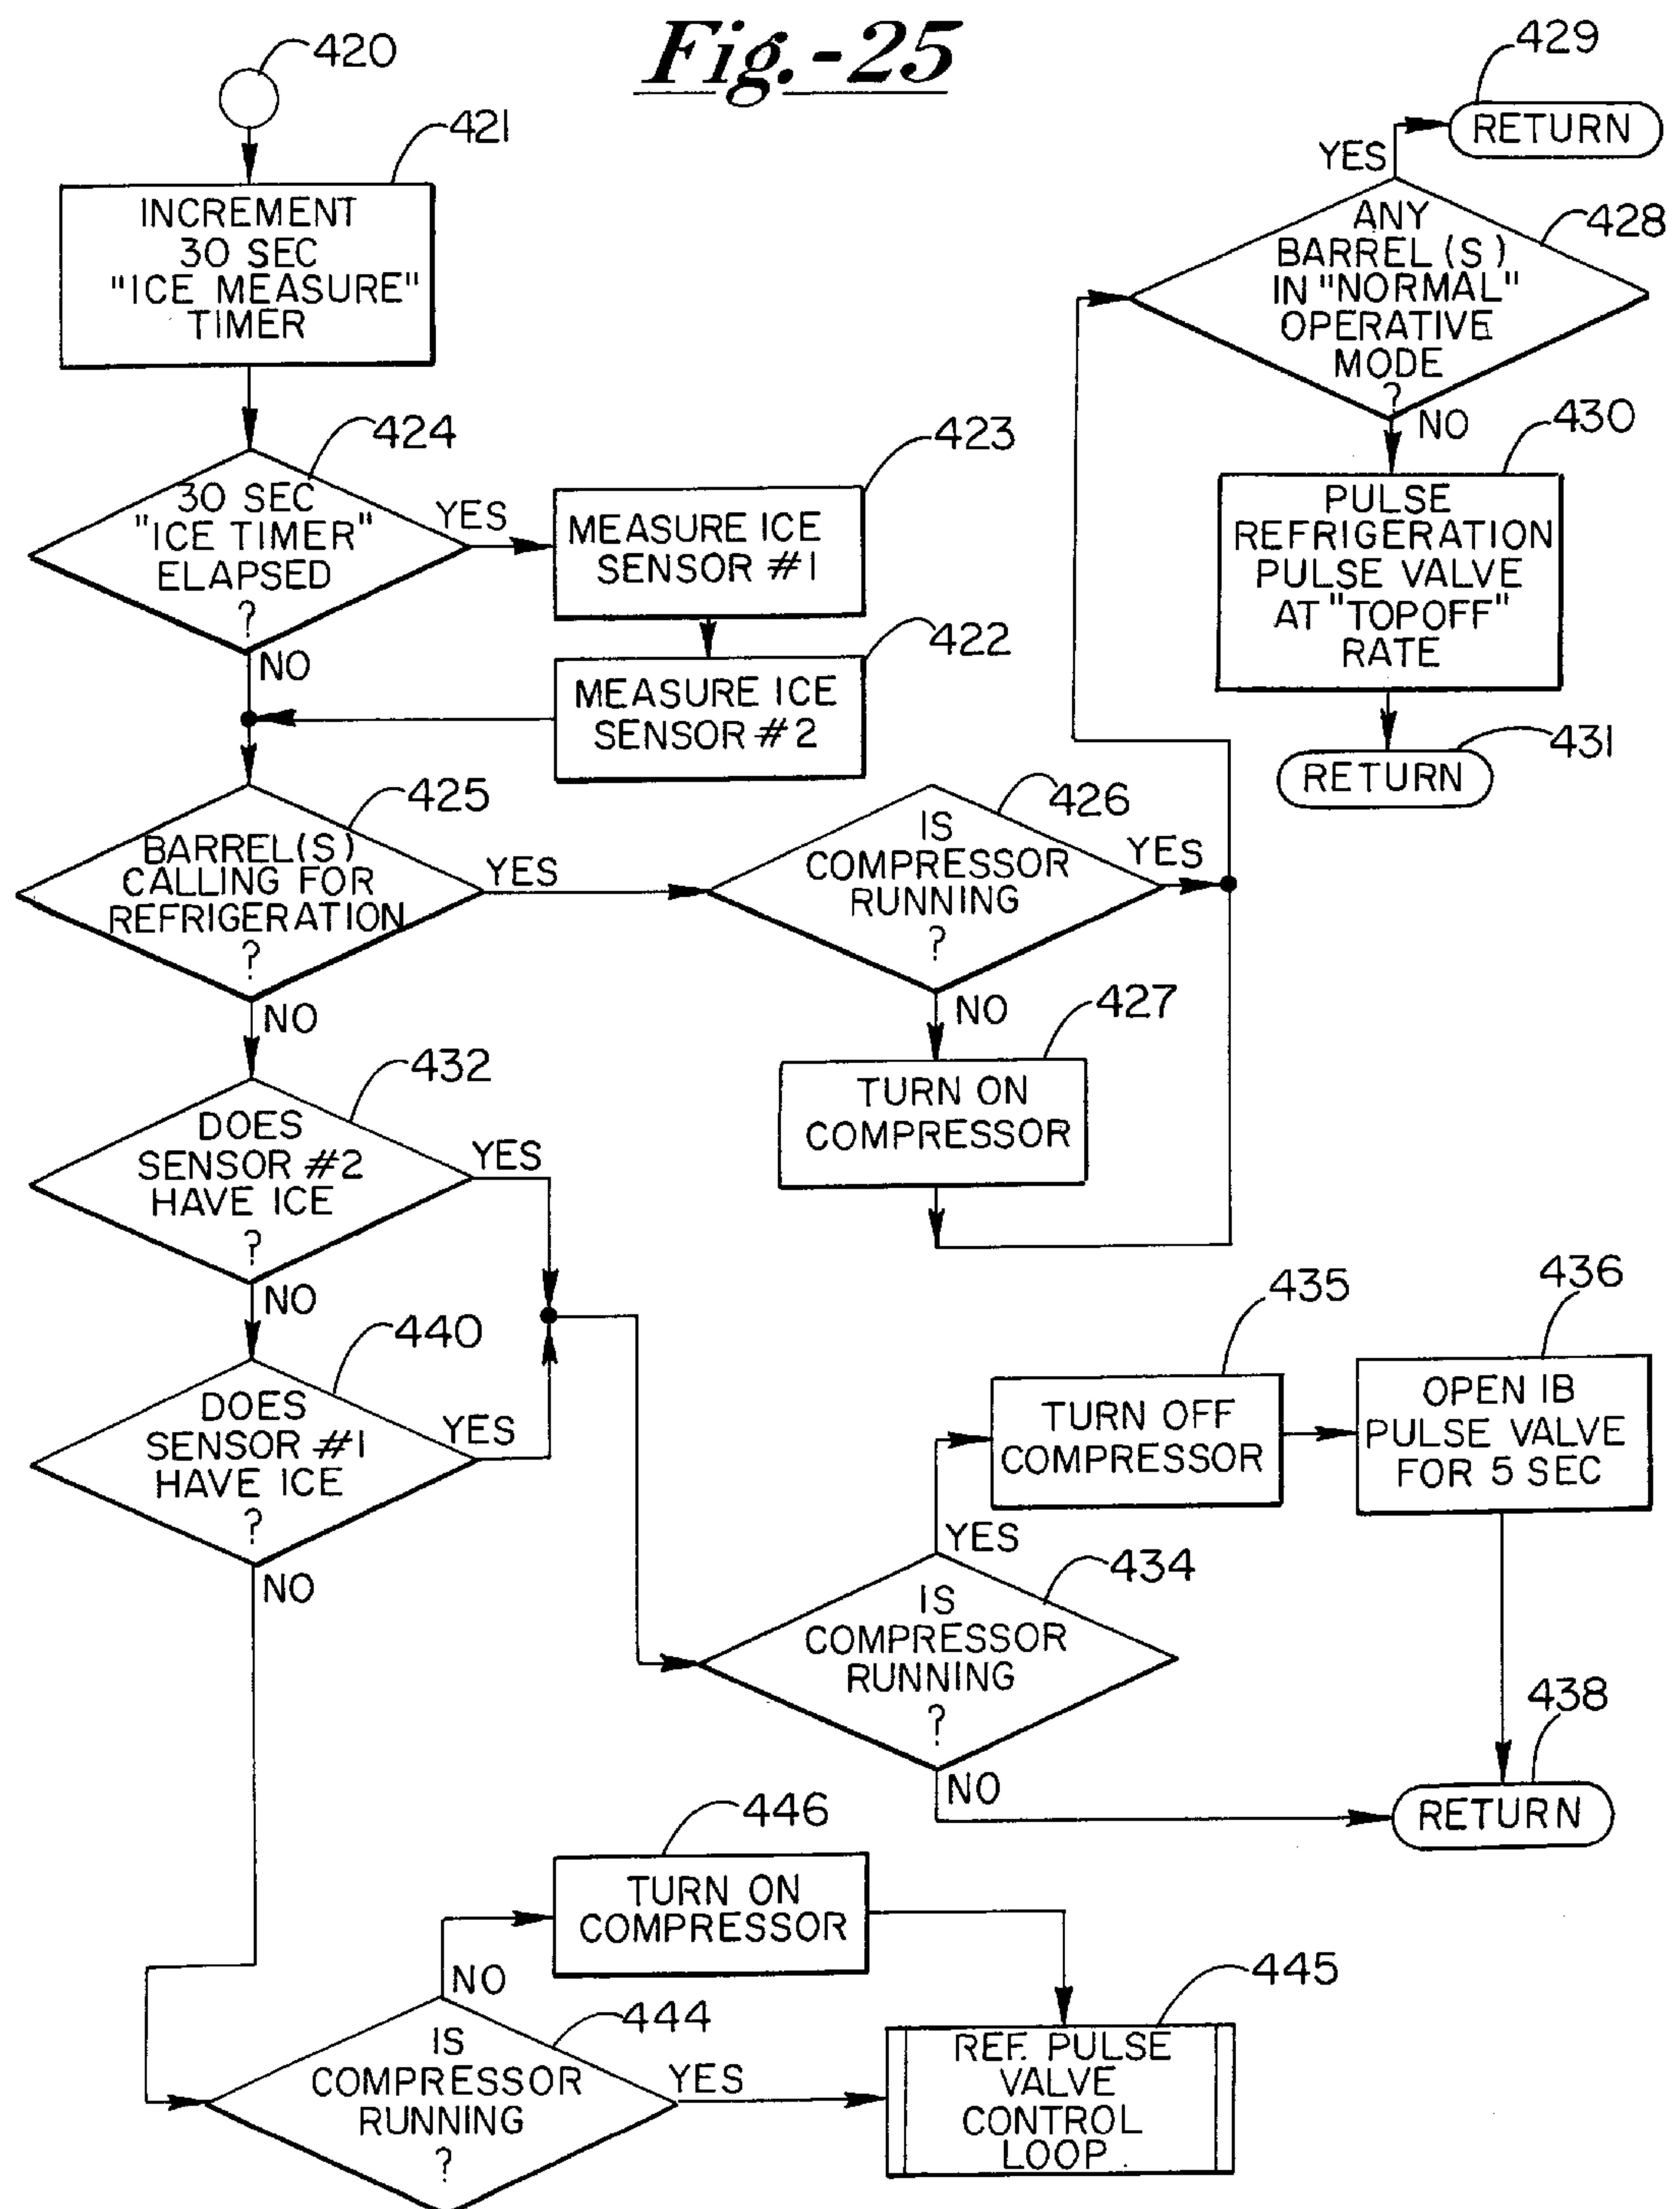 Fig.-25
420
421
INCREMENT
30 SEC
"ICE MEASURE"
TIMER
424
30 SEC
"ICE TIMER"
ELAPSED
?
YES
NO
423
MEASURE ICE
SENSOR #1
422
MEASURE ICE
SENSOR #2
425
BARREL(S)
CALLING FOR
REFRIGERATION
?
YES
NO
426
IS
COMPRESSOR
RUNNING
?
YES
NO
427
TURN ON
COMPRESSOR
429
RETURN
YES
428
ANY
BARREL(S)
IN "NORMAL"
OPERATIVE
MODE
?
NO
430
PULSE
REFRIGERATION
PULSE VALVE
AT "TOPOFF"
RATE
431
RETURN
432
DOES
SENSOR #2
HAVE ICE
?
YES
NO
440
DOES
SENSOR #1
HAVE ICE
?
YES
NO
435
TURN OFF
COMPRESSOR
436
OPEN IB
PULSE VALVE
FOR 5 SEC
YES
434
IS
COMPRESSOR
RUNNING
?
NO
438
RETURN
446
TURN ON
COMPRESSOR
NO
444
IS
COMPRESSOR
RUNNING
?
YES
445
REF. PULSE
VALVE
CONTROL
LOOP